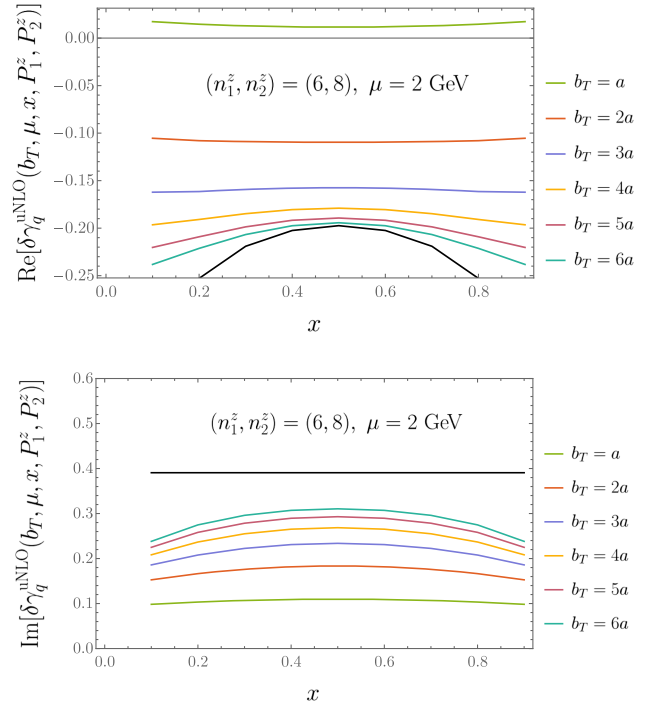 Re[δγ_q^uNLO(b_T, μ, x, P_1^z, P_2^z)]
0.00
−0.05
−0.10
−0.15
−0.20
−0.25
(n_1^z, n_2^z) = (6, 8), μ = 2 GeV
0.0 0.2 0.4 0.6 0.8
x
b_T = a
b_T = 2a
b_T = 3a
b_T = 4a
b_T = 5a
b_T = 6a
Im[δγ_q^uNLO(b_T, μ, x, P_1^z, P_2^z)]
0.6
0.5
0.4
0.3
0.2
0.1
0.0
(n_1^z, n_2^z) = (6, 8), μ = 2 GeV
0.0 0.2 0.4 0.6 0.8
x
b_T = a
b_T = 2a
b_T = 3a
b_T = 4a
b_T = 5a
b_T = 6a